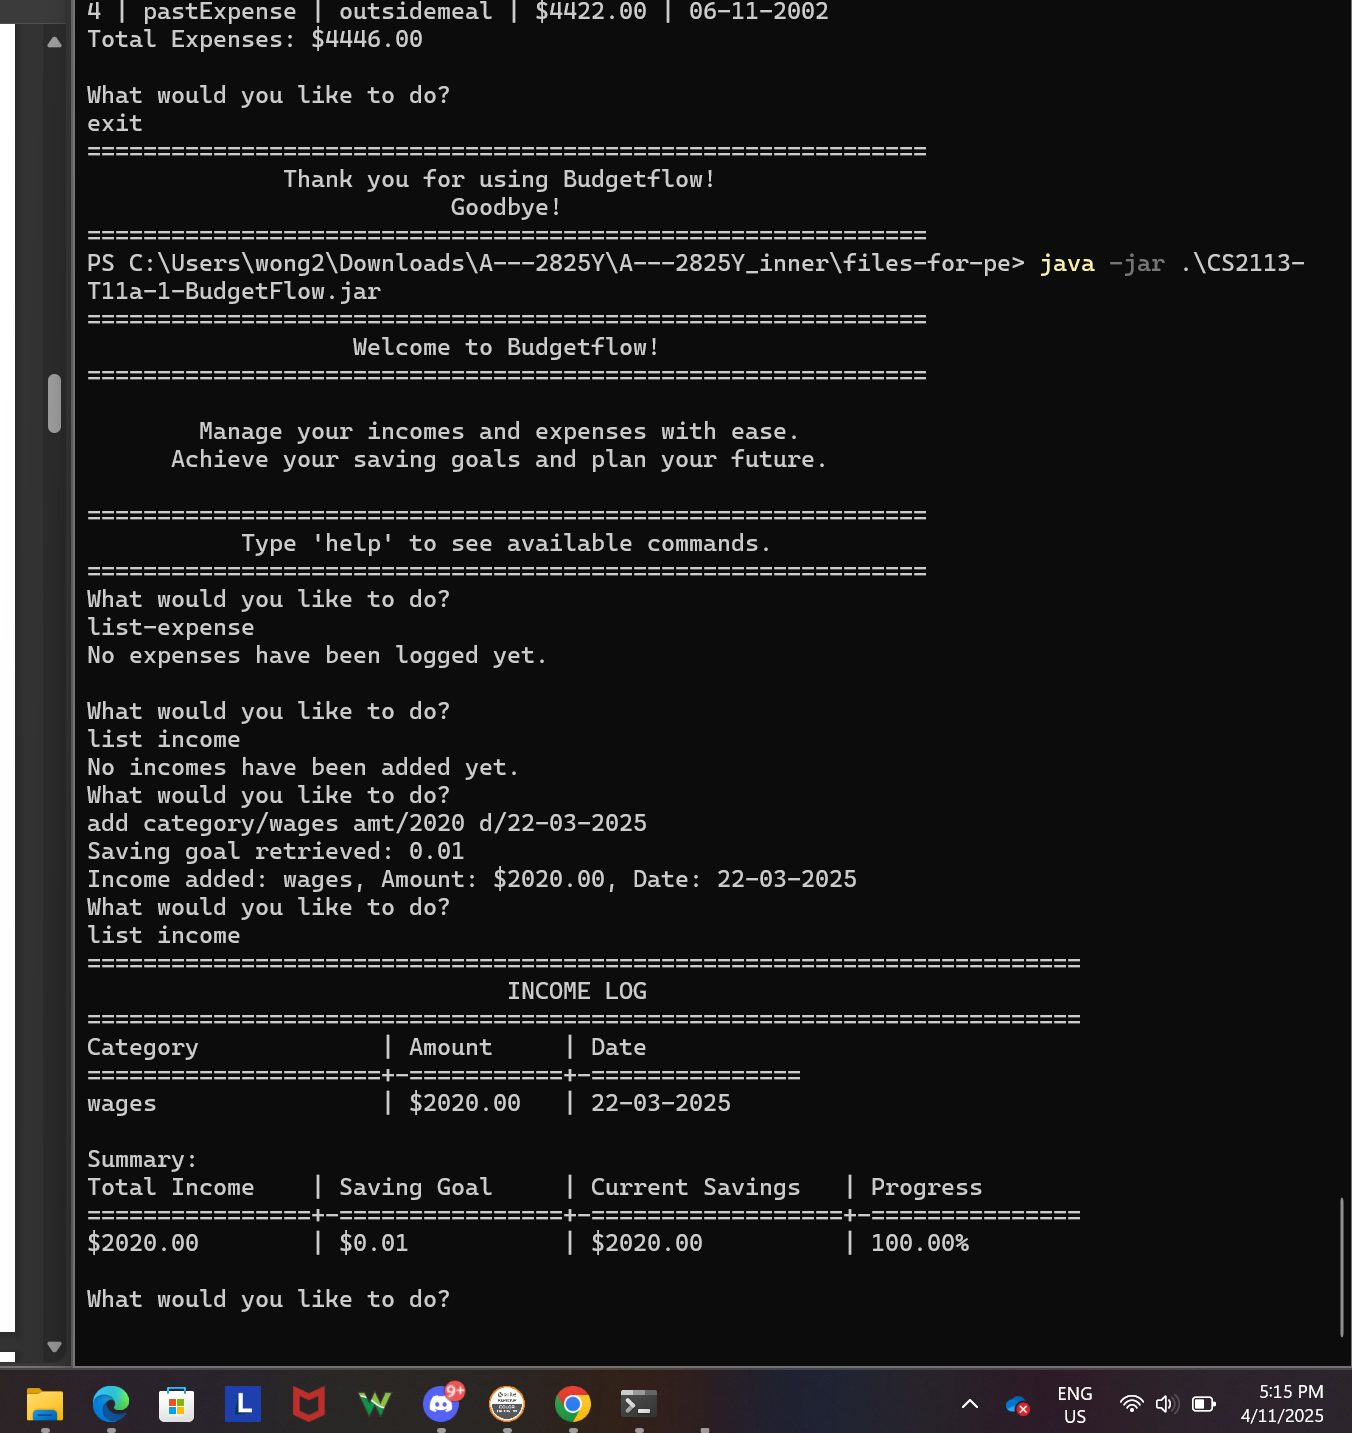 4 | pastExpense | outsidemeal | $4422.00 | 06-11-2002
Total Expenses: $4446.00
What would you like to do?
exit
============================================================
Thank you for using Budgetflow!
Goodbye!
============================================================
PS C:\Users\wong2\Downloads\A---2825Y\A---2825Y_inner\files-for-pe> java -jar .\CS2113-
T11a-1-BudgetFlow.jar
============================================================
Welcome to Budgetflow!
============================================================
Manage your incomes and expenses with ease.
Achieve your saving goals and plan your future.
============================================================
Type 'help' to see available commands.
============================================================
What would you like to do?
list-expense
No expenses have been logged yet.
What would you like to do?
list income
No incomes have been added yet.
What would you like to do?
add category/wages amt/2020 d/22-03-2025
Saving goal retrieved: 0.01
Income added: wages, Amount: $2020.00, Date: 22-03-2025
What would you like to do?
list income
=======================================================================
INCOME LOG
=======================================================================
Category | Amount | Date
=====================+-===========+-===============
wages | $2020.00 | 22-03-2025
Summary:
Total Income | Saving Goal | Current Savings | Progress
================+-================+-==================+-===============
$2020.00 | $0.01 | $2020.00 | 100.00%
What would you like to do?
L
W
9+
ENG
US
5:15 PM
4/11/2025